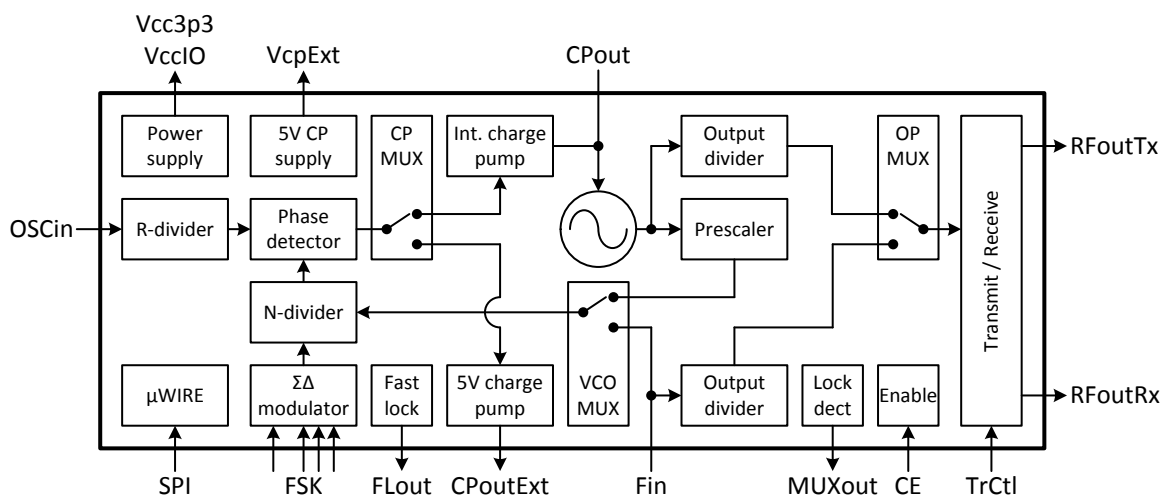 Vcc3p3
VccIO
VcpExt
CPout
Power
supply
5V CP
supply
CP
MUX
Int. charge
pump
Output
divider
OP
MUX
RFoutTx
OSCin
R-divider
Phase
detector
Prescaler
Transmit / Receive
N-divider
µWIRE
ΣΔ
modulator
Fast
lock
5V charge
pump
VCO
MUX
Output
divider
Lock
dect
Enable
RFoutRx
SPI
FSK
FLout
CPoutExt
Fin
MUXout
CE
TrCtl